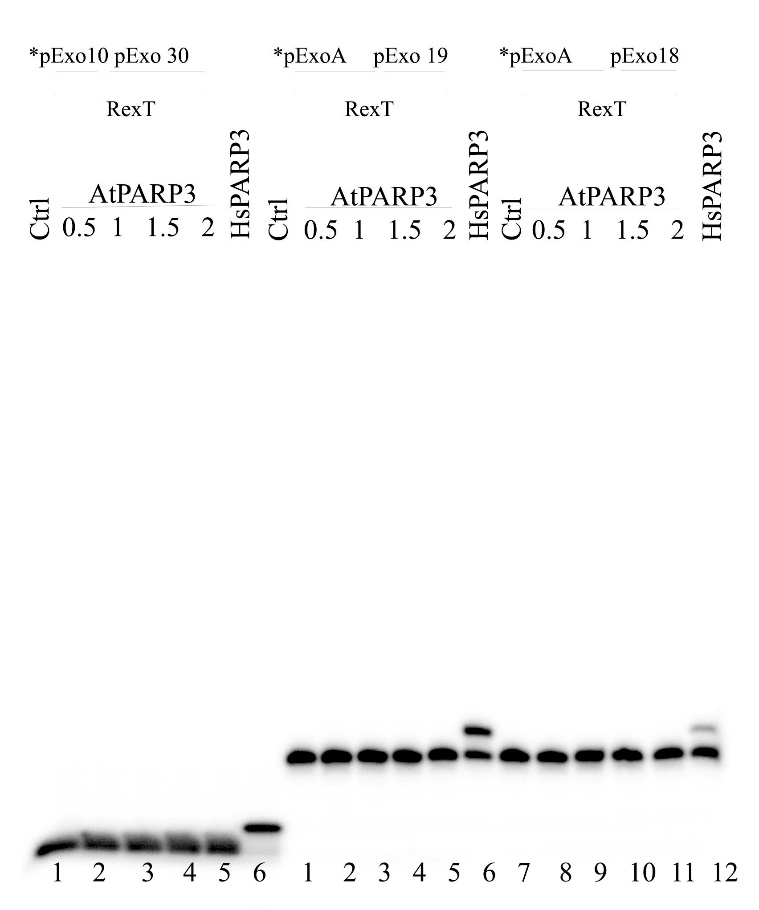 *pExo10 pExo 30 *pExoA pExo 19 *pExoA pExo18
RexT RexT RexT
Ctrl AtPARP3 HsPARP3 Ctrl AtPARP3 HsPARP3 Ctrl AtPARP3 HsPARP3
0.5 1 1.5 2 0.5 1 1.5 2 0.5 1 1.5 2
1 2 3 4 5 6 1 2 3 4 5 6 7 8 9 10 11 12